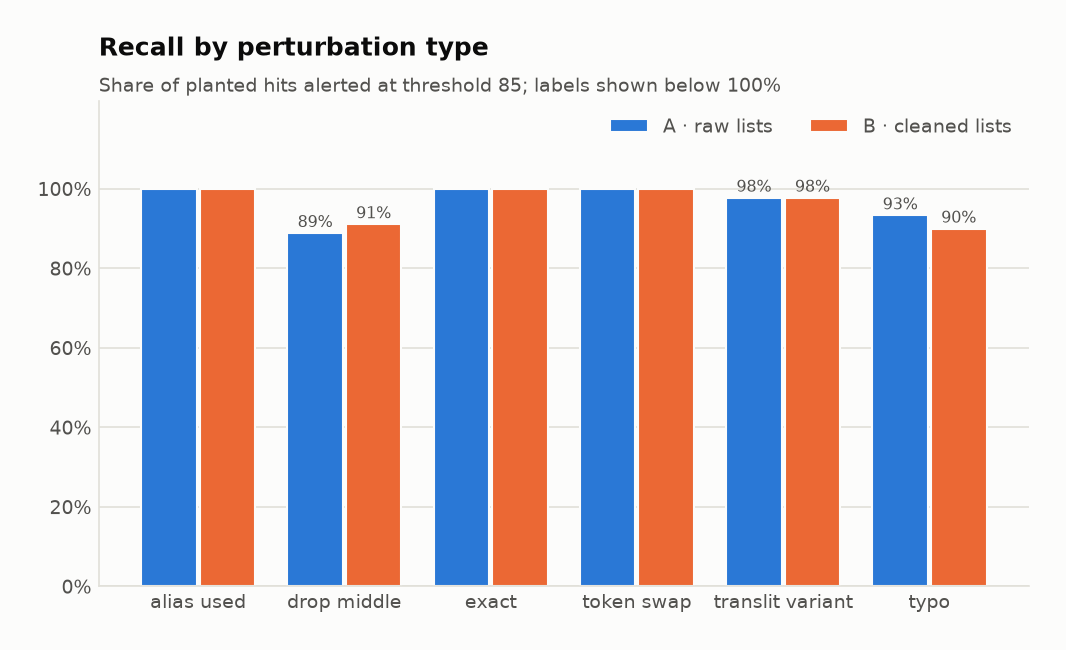 Recall by perturbation type
Share of planted hits alerted at threshold 85; labels shown below 100%
A · raw lists
B · cleaned lists
100%
80%
60%
40%
20%
0%
89%
91%
98%
98%
93%
90%
alias used
drop middle
exact
token swap
translit variant
typo